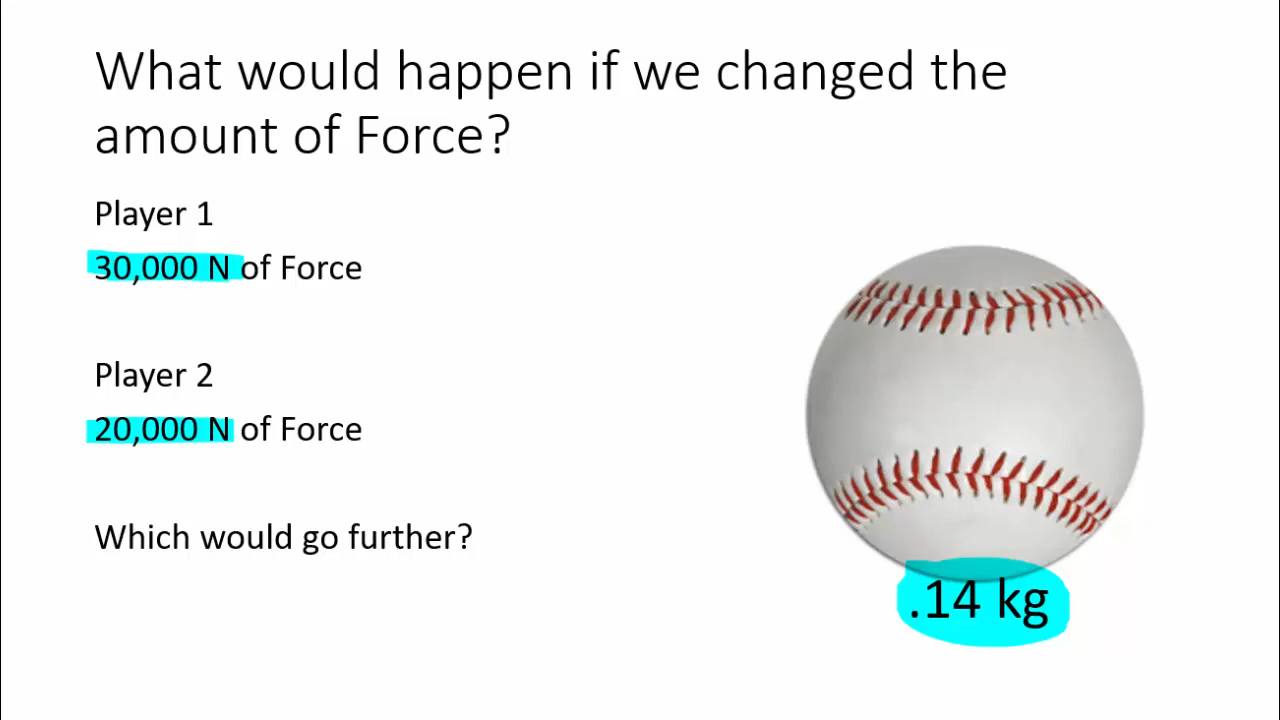 What would happen if we changed the
amount of Force?
Player 1
30,000 N of Force
Player 2
20,000 N of Force
Which would go further?
.14 kg